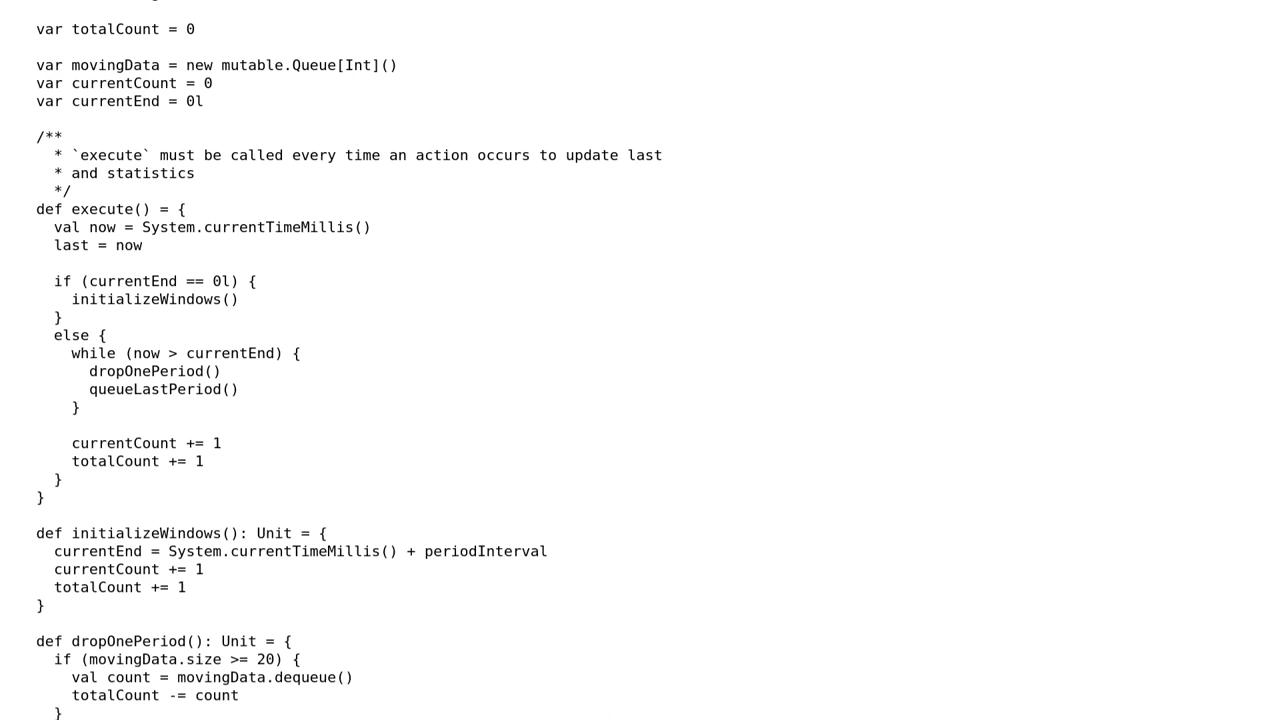 var totalCount = 0
var movingData = new mutable.Queue[Int]()
var currentCount = 0
var currentEnd = 0l
/**
* `execute` must be called every time an action occurs to update last
* and statistics
*/
def execute() = {
val now = System.currentTimeMillis()
last = now
if (currentEnd == 0l) {
initializeWindows()
}
else {
while (now > currentEnd) {
dropOnePeriod()
queueLastPeriod()
}
currentCount += 1
totalCount += 1
}
}
def initializeWindows(): Unit = {
currentEnd = System.currentTimeMillis() + periodInterval
currentCount += 1
totalCount += 1
}
def dropOnePeriod(): Unit = {
if (movingData.size >= 20) {
val count = movingData.dequeue()
totalCount -= count
}